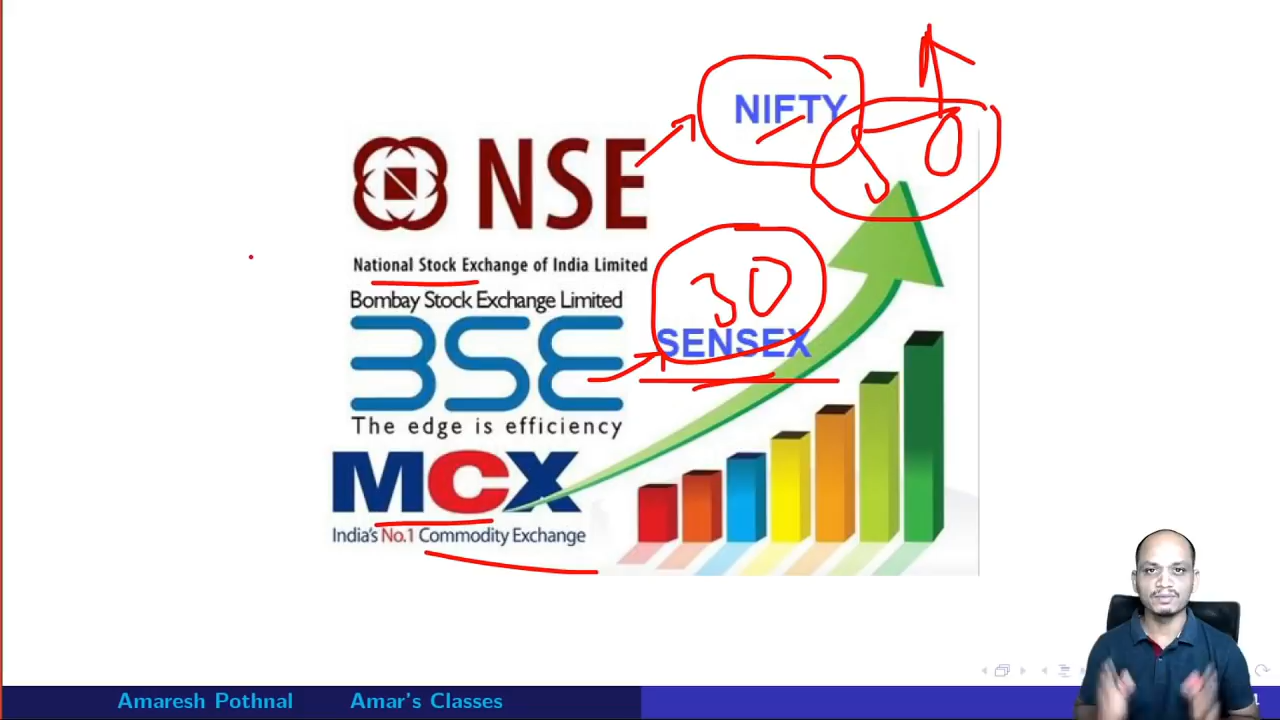 NIFTY 50
NSE
National Stock Exchange of India Limited
Bombay Stock Exchange Limited
30
BSE
SENSEX
The edge is efficiency
MCX
India's No.1 Commodity Exchange
Amaresh Pothnal Amar's Classes